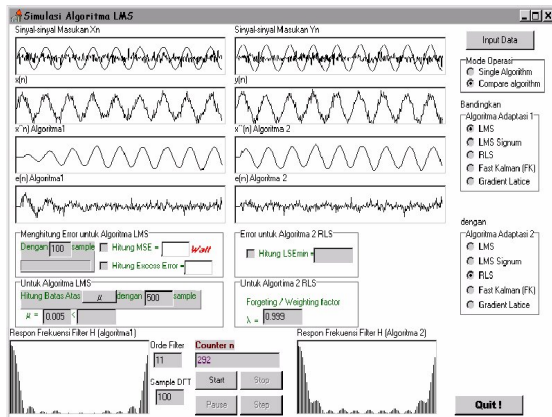 Simulasi Algoritma LMS
Sinyal-sinyal Masukan Xn
Sinyal-sinyal Masukan Yn
x(n)
y(n)
x^n) Algoritma1
x^(n) Algoritma 2
e(n) Algoritma1
e(n) Algoritma 2
Menghitung Error untuk Algoritma LMS
Dengan 100 sample
Hitung MSE =
Watt
Hitung Excese Error=
Error untuk Algoritma 2 RLS
Hitung LSEmin =
Untuk Algoritma LMS
Hitung Batas Atas μ dengan 500 sample
μ = 0.005 <
Untuk Algoritma 2 RLS
Forgeting / Weighting factor
λ = 0.999
Respon Frekuensi Filter H (algoritma1)
Orde Filter
11
Sample DFT
100
Counter n
292
Start
Stop
Pause
Step
Respon Frekuensi Filter H (Algoritma 2)
Input Data
Mode Operasi
Single Algorithm
Compare algorithm
Bandingkan
Algoritma Adaptasi 1
LMS
LMS Signum
RLS
Fast Kalman (FK)
Gradient Latice
dengan
Algoritma Adaptasi 2
LMS
LMS Signum
RLS
Fast Kalman (FK)
Gradient Latice
Quit !